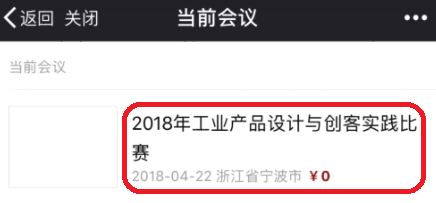 返回 关闭 当前会议
当前会议
2018年工业产品设计与创客实践比
赛
2018-04-22 浙江省宁波市 ￥0